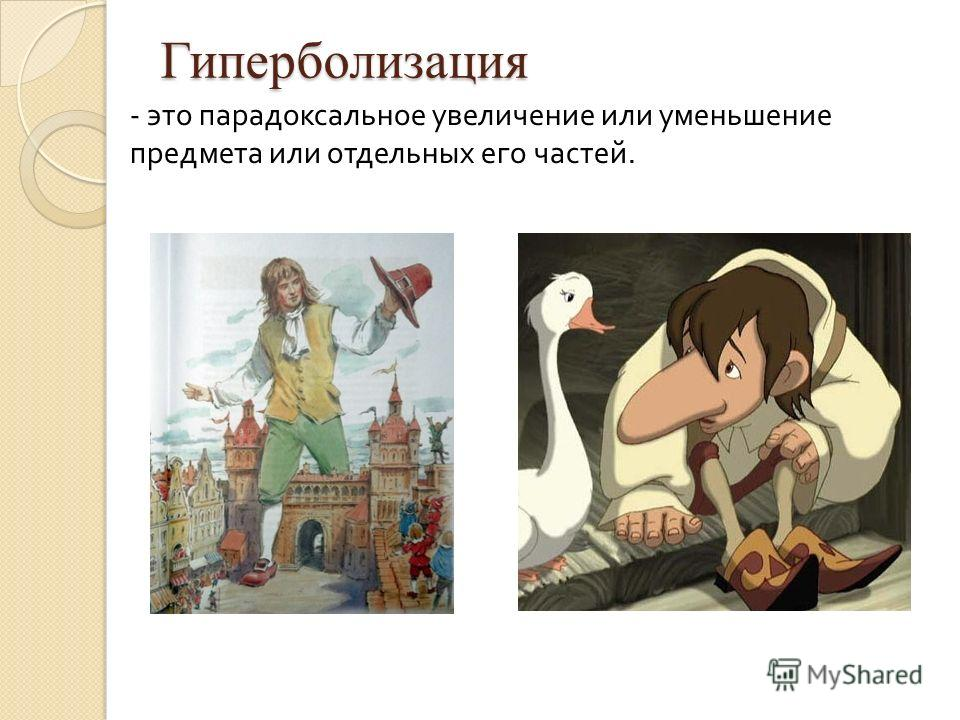 Гиперболизация
- это парадоксальное увеличение или уменьшение
предмета или отдельных его частей.
MyShared